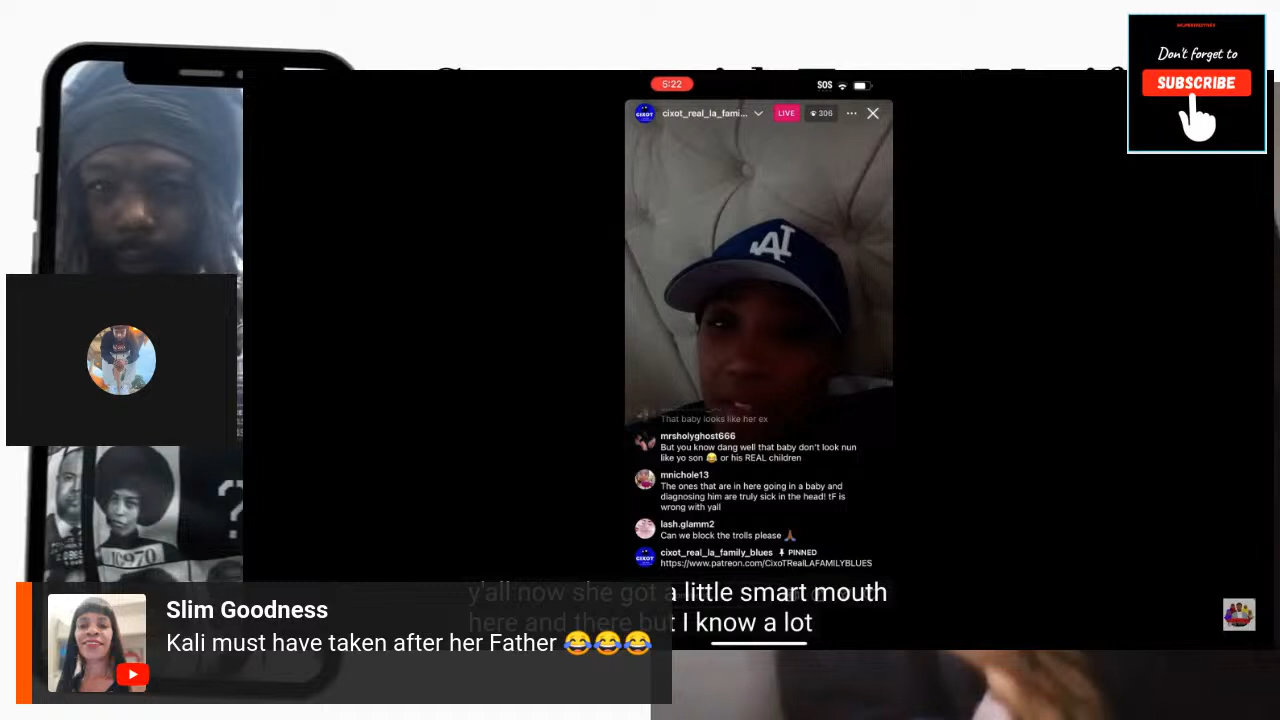 Don't forget to
SUBSCRIBE
5:22
SOS
cixot_real_la_fami...
LIVE
306
That baby looks like her ex
mrsholyghost666
But you know dang well that baby don't look nun
like yo son 😂 or his REAL children
mnichole13
The ones that are in here going in a baby and
diagnosing him are truly sick in the head! tF is
wrong with yall
lash.glamm2
Can we block the trolls please 🙏🏾
cixot_real_la_family_blues PINNED
https://www.patreon.com/CixoTRealLAFAMILYBLUES
y'all now she got a little smart mouth
here and there but I know a lot
Slim Goodness
Kali must have taken after her Father 😂😂😂